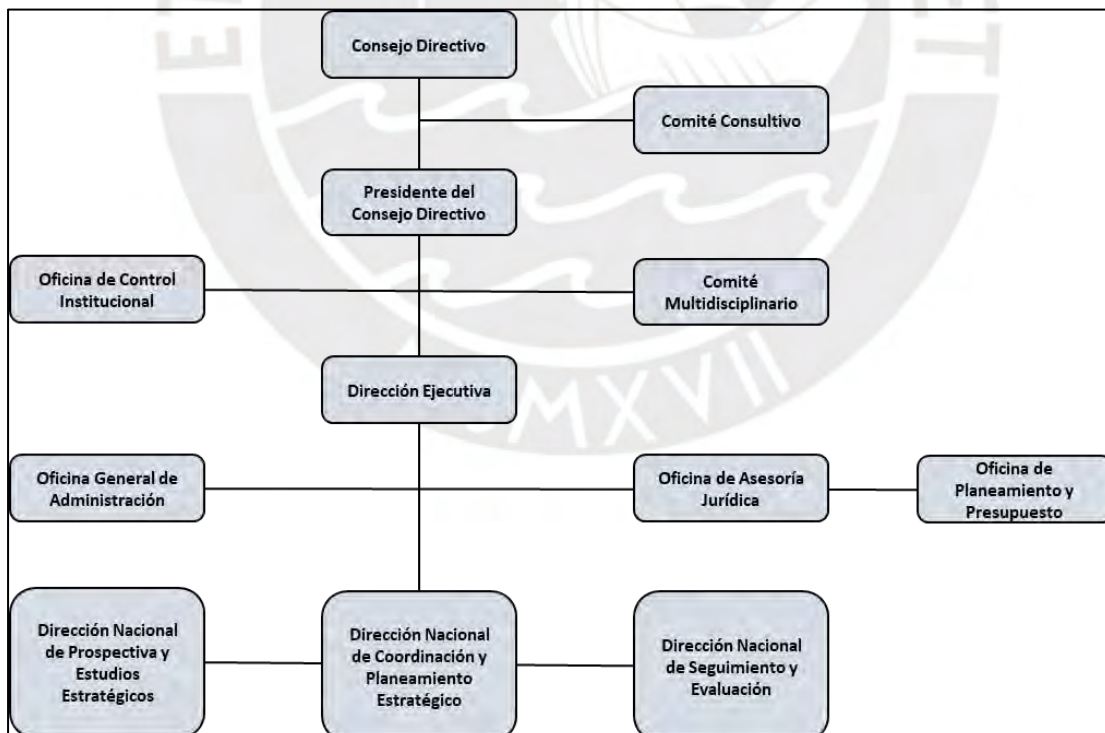 Consejo Directivo
Comité Consultivo
Presidente del
Consejo Directivo
Oficina de Control
Institucional
Comité
Multidisciplinario
Dirección Ejecutiva
MXVII
Oficina General de
Administración
Oficina de Asesoría
Jurídica
Oficina de
Planeamiento y
Presupuesto
Dirección Nacional
de Prospectiva y
Estudios
Estratégicos
Dirección Nacional
de Coordinación y
Planeamiento
Estratégico
Dirección Nacional
de Seguimiento y
Evaluación